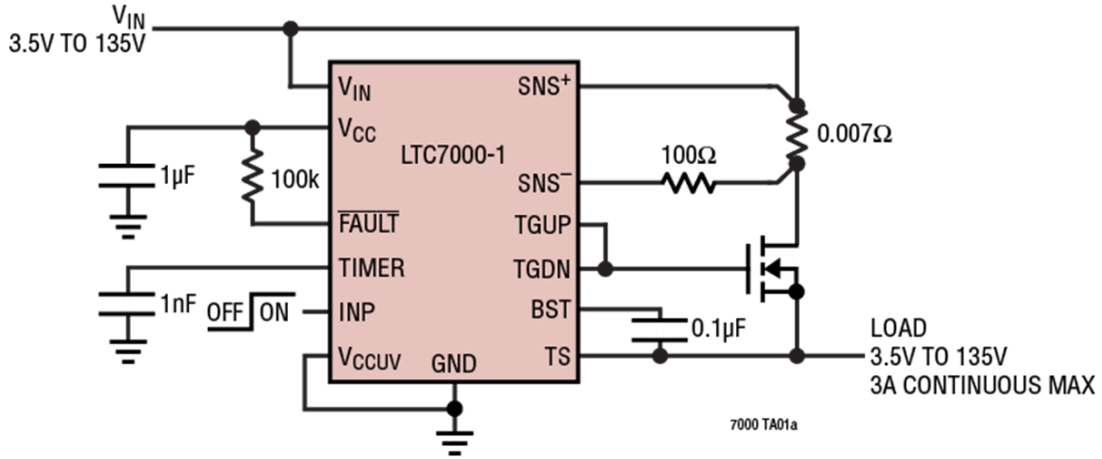 VIN
3.5V TO 135V
VIN
SNS+
VCC
LTC7000-1
0.007Ω
100Ω
1µF
100k
SNS–
FAULT
TGUP
TIMER
TGDN
1nF
OFF
ON
INP
BST
0.1µF
VCCUV
GND
TS
LOAD
3.5V TO 135V
3A CONTINUOUS MAX
7000 TA01a